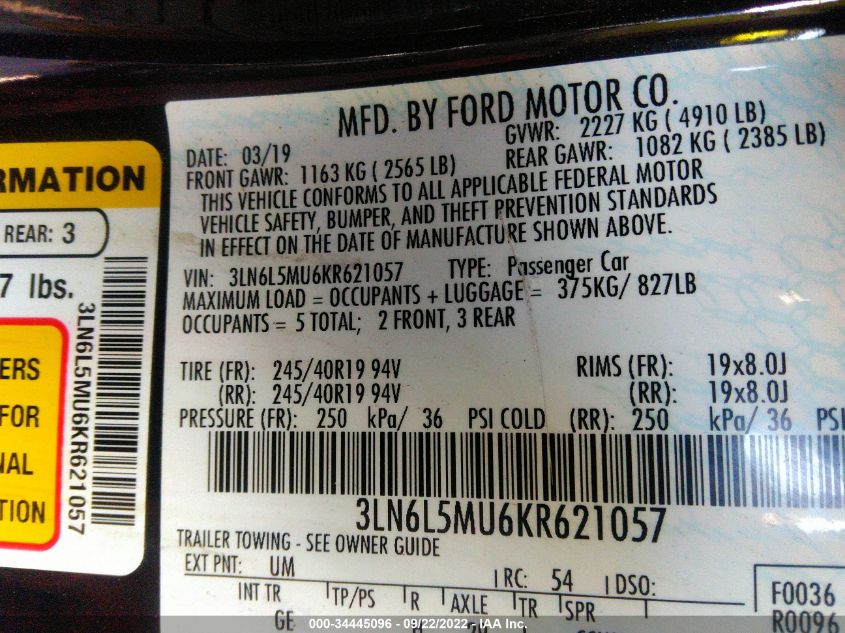 MFD. BY FORD MOTOR CO.
DATE: 03/19
GVWR: 2227 KG ( 4910 LB)
FRONT GAWR: 1163 KG ( 2565 LB)
REAR GAWR: 1082 KG ( 2385 LB)
THIS VEHICLE CONFORMS TO ALL APPLICABLE FEDERAL MOTOR
VEHICLE SAFETY, BUMPER, AND THEFT PREVENTION STANDARDS
IN EFFECT ON THE DATE OF MANUFACTURE SHOWN ABOVE.
VIN: 3LN6L5MU6KR621057 TYPE: Passenger Car
MAXIMUM LOAD = OCCUPANTS + LUGGAGE = 375KG/ 827LB
OCCUPANTS = 5 TOTAL; 2 FRONT, 3 REAR
TIRE (FR): 245/40R19 94V RIMS (FR): 19x8.0J
(RR): 245/40R19 94V (RR): 19x8.0J
PRESSURE (FR): 250 kPa/ 36 PSI COLD (RR): 250 kPa/ 36 PSI
3LN6L5MU6KR621057
TRAILER TOWING - SEE OWNER GUIDE
EXT PNT: UM RC: 54 DSO:
INT TR TP/PS R AXLE TR SPR
GE
F0036
R0096
RMATION
REAR: 3
7 lbs.
ERS
FOR
NAL
TION
3LN6L5MU6KR621057
000-34445096 - 09/22/2022 - IAA Inc.